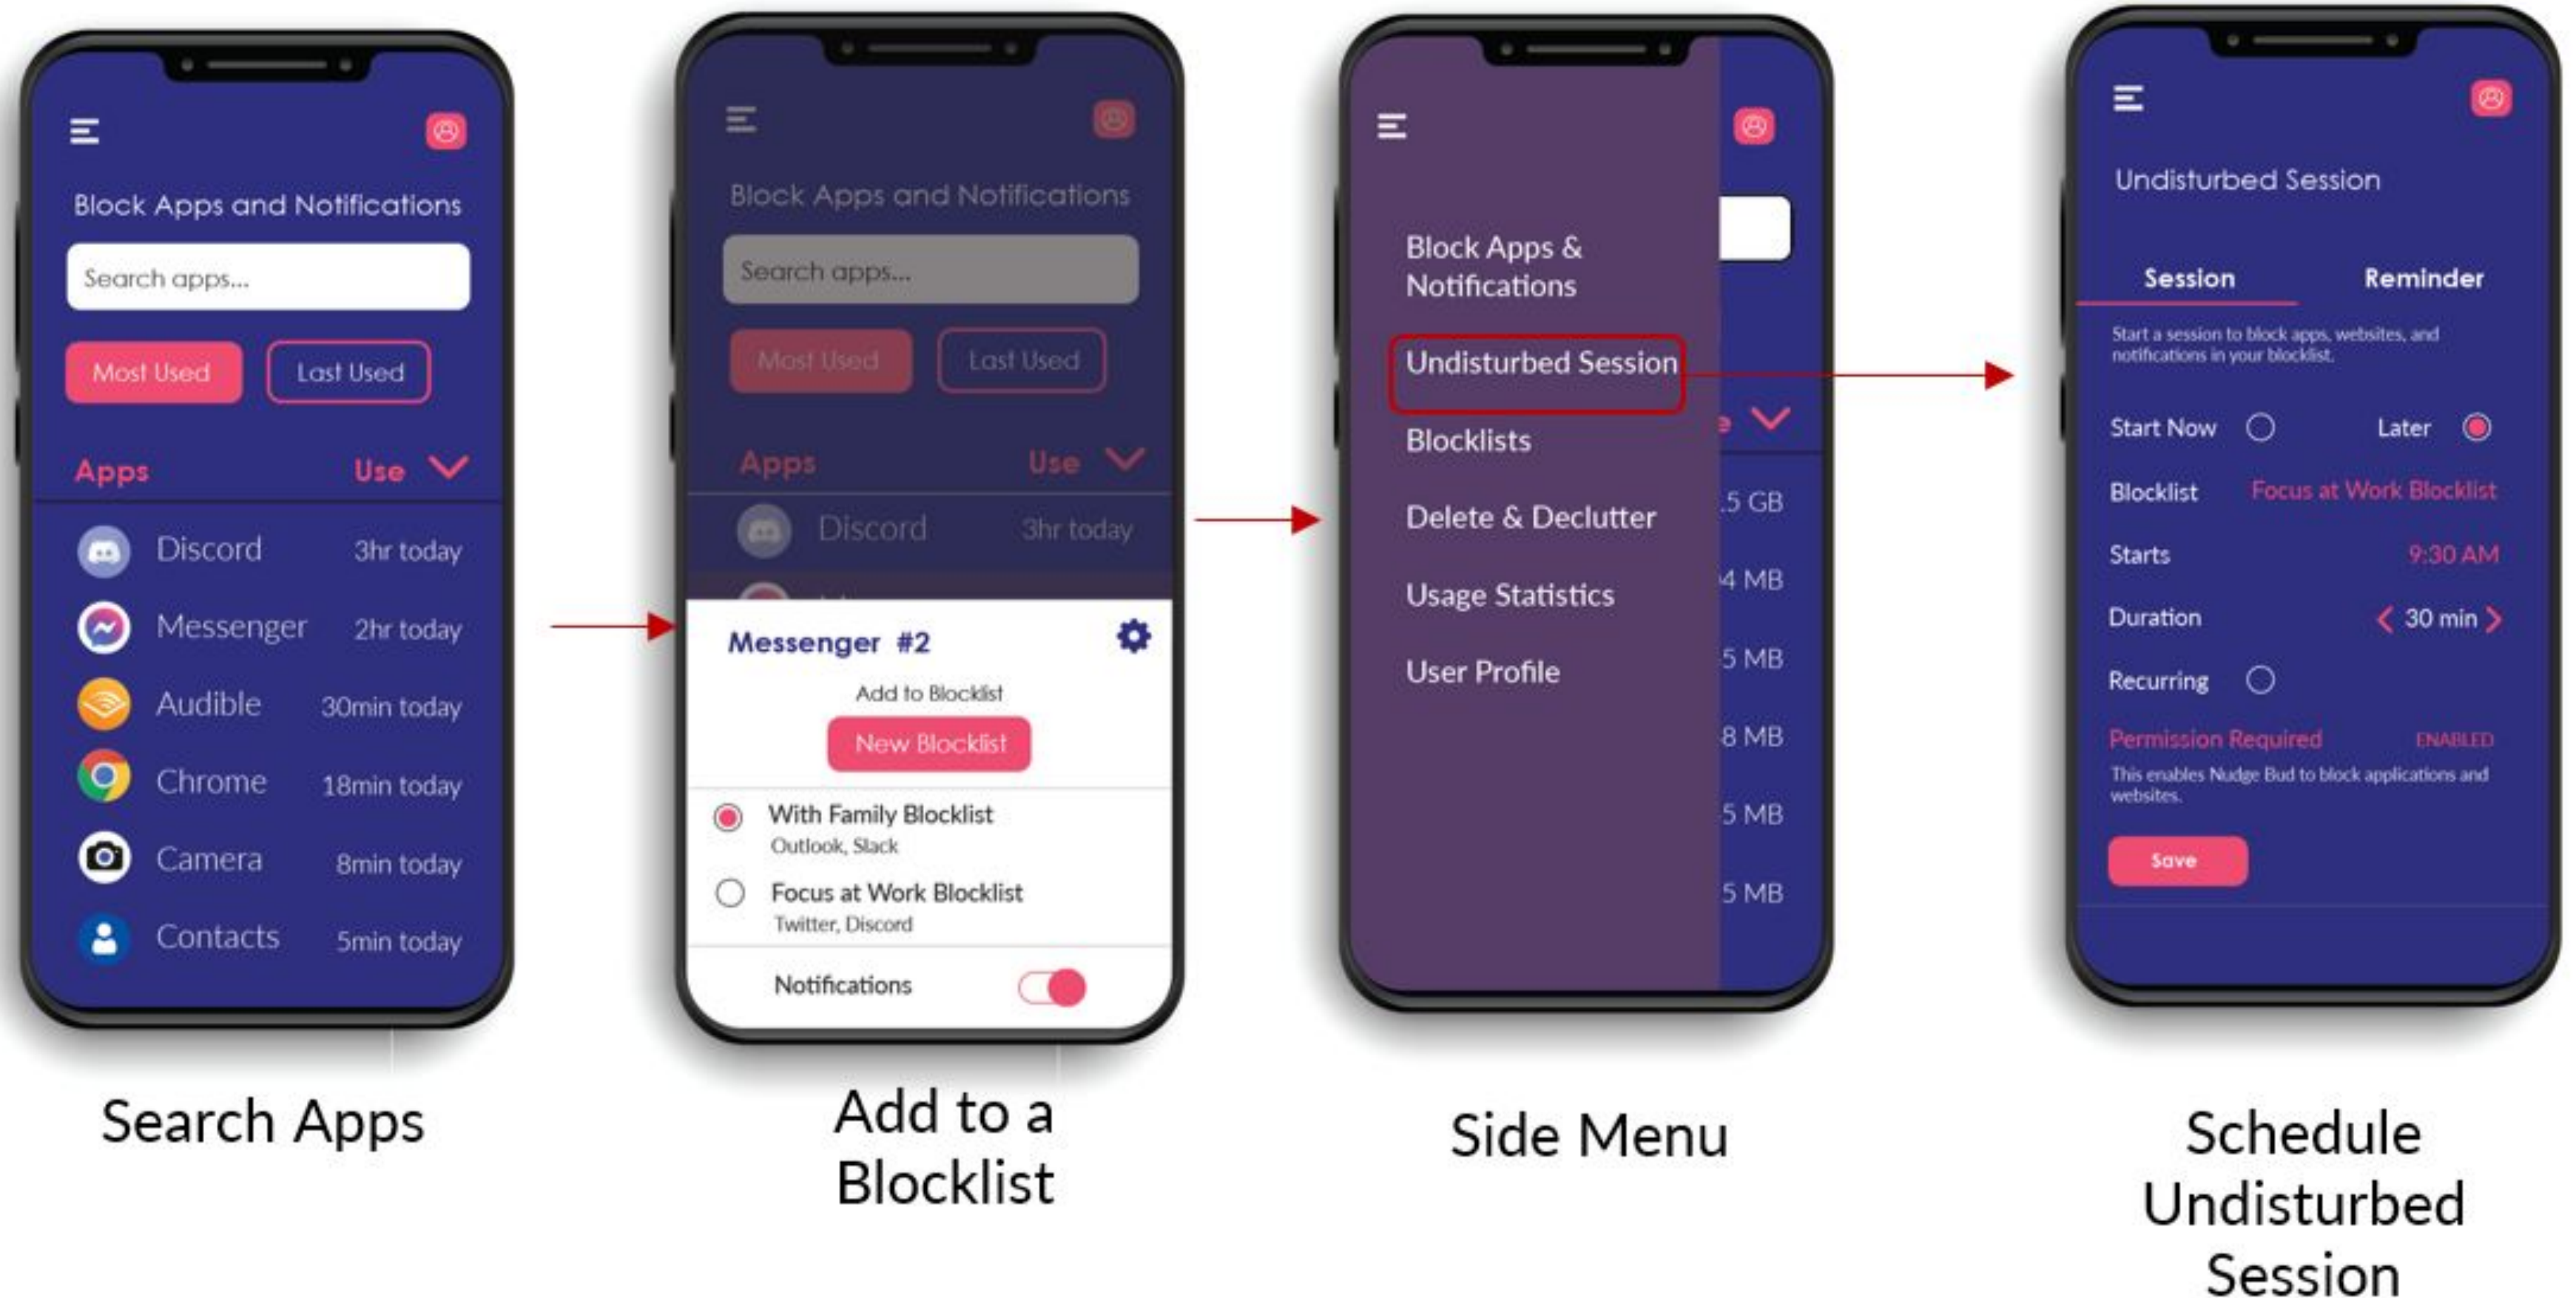 Block Apps and Notifications
Search apps...
Most Used Last Used
Apps Use
Discord 3hr today
Messenger 2hr today
Audible 30min today
Chrome 18min today
Camera 8min today
Contacts 5min today
Search Apps
Block Apps and Notifications
Search apps...
Most Used Last Used
Apps Use
Discord 3hr today
Messenger #2
Add to Blocklist
New Blocklist
With Family Blocklist
Outlook, Slack
Focus at Work Blocklist
Twitter, Discord
Notifications
Add to a
Blocklist
Block Apps &
Notifications
Undisturbed Session
Blocklists
Delete & Declutter
Usage Statistics
User Profile
e
.5 GB
4 MB
5 MB
8 MB
5 MB
5 MB
Side Menu
Undisturbed Session
Session Reminder
Start a session to block apps, websites, and
notifications in your blocklist.
Start Now Later
Blocklist Focus at Work Blocklist
Starts 9:30 AM
Duration 30 min
Recurring
Permission Required ENABLED
This enables Nudge Bud to block applications and
websites.
Save
Schedule
Undisturbed
Session